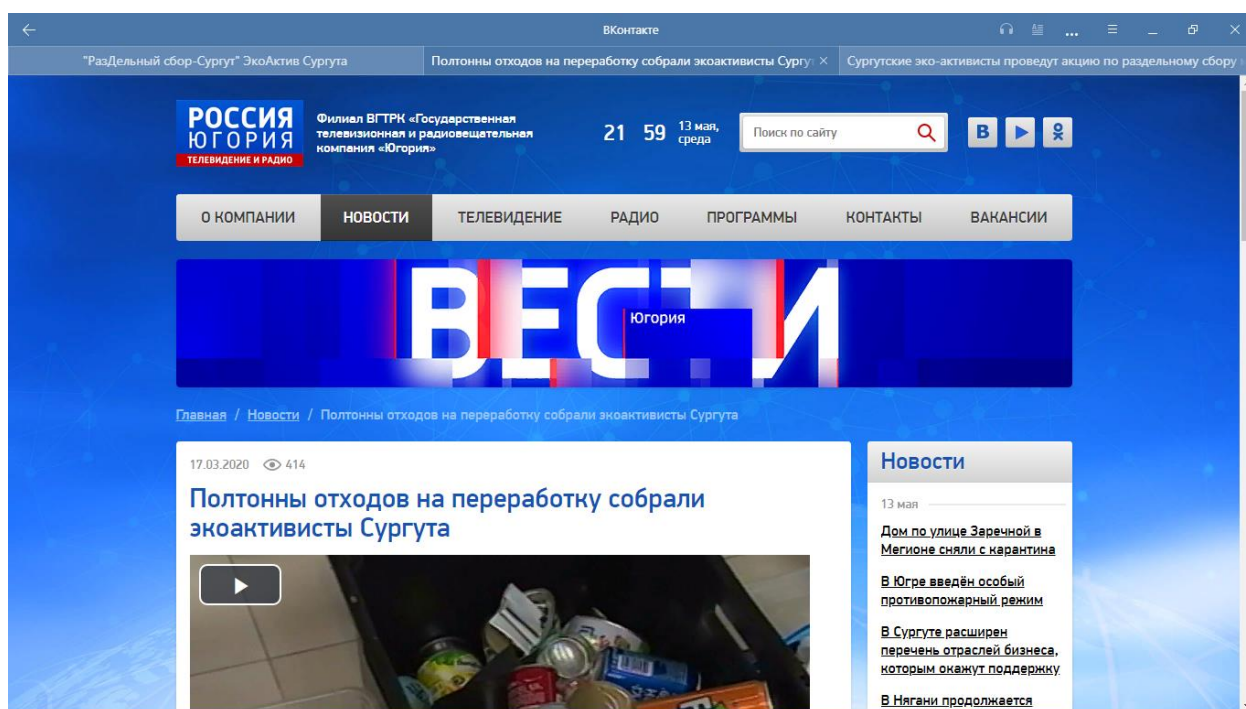 ВКонтакте
"РазДельный сбор-Сургут" ЭкоАктив Сургута
Полтонны отходов на переработку собрали экоактивисты Сургу
Сургутские эко-активисты проведут акцию по раздельному сбору
РОССИЯ
ЮГОРИЯ
ТЕЛЕВИДЕНИЕ И РАДИО
Филиал ВГТРК «Государственная
телевизионная и радиовещательная
компания «Югория»
21 59
13 мая,
среда
Поиск по сайту
О КОМПАНИИ
НОВОСТИ
ТЕЛЕВИДЕНИЕ
РАДИО
ПРОГРАММЫ
КОНТАКТЫ
ВАКАНСИИ
ВЕСТИ
Югория
Главная / Новости / Полтонны отходов на переработку собрали экоактивисты Сургута
17.03.2020 414
Полтонны отходов на переработку собрали
экоактивисты Сургута
Новости
13 мая
Дом по улице Заречной в
Мегионе сняли с карантина
В Югре введён особый
противопожарный режим
В Сургуте расширен
перечень отраслей бизнеса,
которым окажут поддержку
В Нягани продолжается